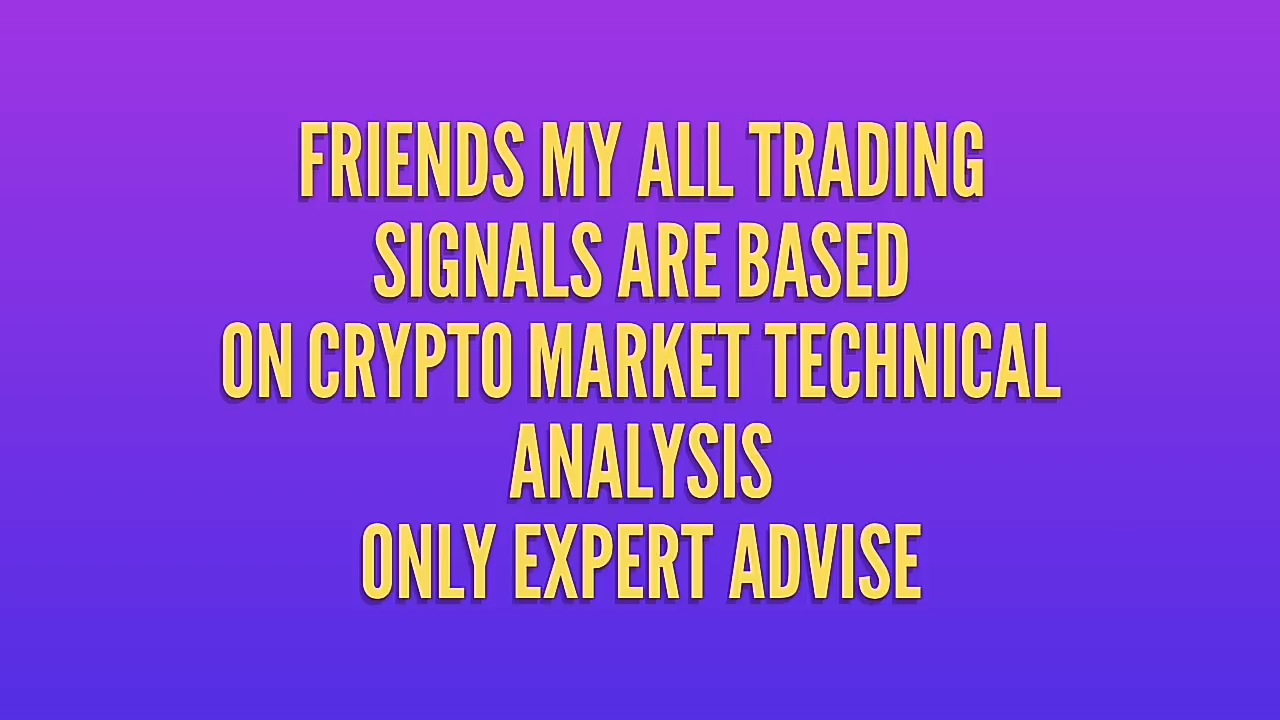 FRIENDS MY ALL TRADING
SIGNALS ARE BASED
ON CRYPTO MARKET TECHNICAL
ANALYSIS
ONLY EXPERT ADVISE